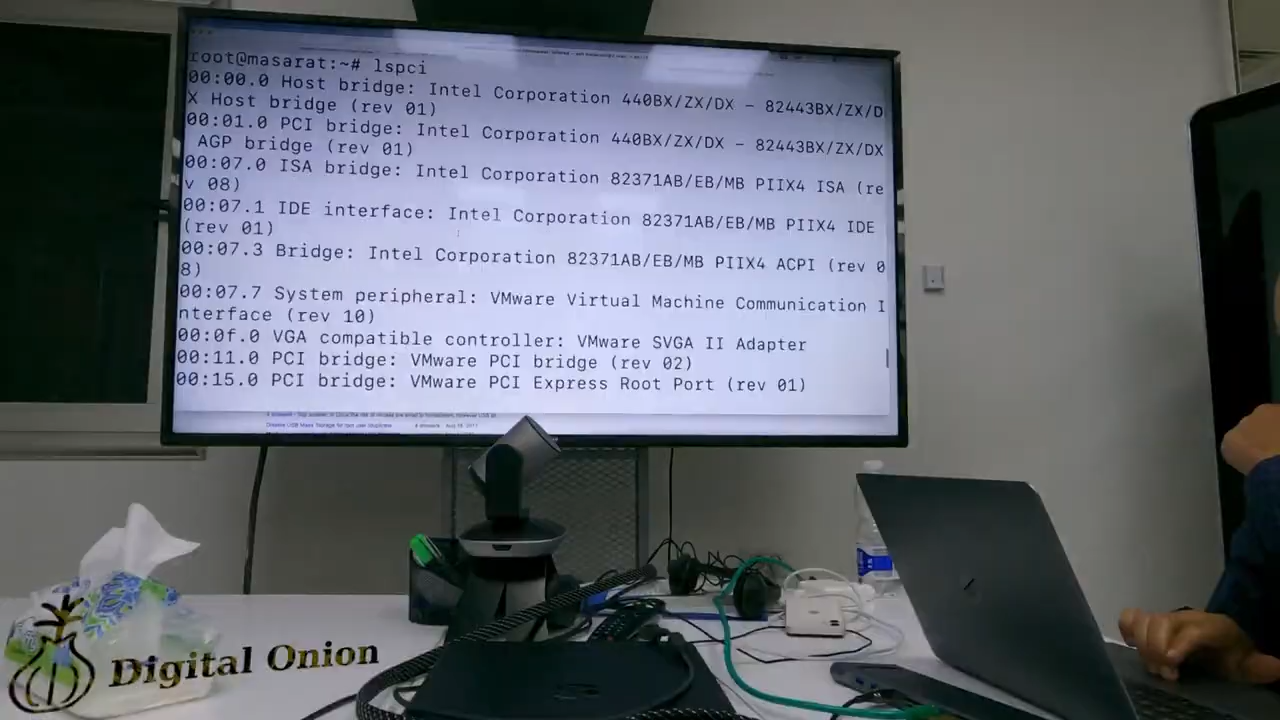 root@masarat:~# lspci
00:00.0 Host bridge: Intel Corporation 440BX/ZX/DX - 82443BX/ZX/D
X Host bridge (rev 01)
00:01.0 PCI bridge: Intel Corporation 440BX/ZX/DX - 82443BX/ZX/DX
AGP bridge (rev 01)
00:07.0 ISA bridge: Intel Corporation 82371AB/EB/MB PIIX4 ISA (re
v 08)
00:07.1 IDE interface: Intel Corporation 82371AB/EB/MB PIIX4 IDE
(rev 01)
00:07.3 Bridge: Intel Corporation 82371AB/EB/MB PIIX4 ACPI (rev 0
8)
00:07.7 System peripheral: VMware Virtual Machine Communication I
nterface (rev 10)
00:0f.0 VGA compatible controller: VMware SVGA II Adapter
00:11.0 PCI bridge: VMware PCI bridge (rev 02)
00:15.0 PCI bridge: VMware PCI Express Root Port (rev 01)
Digital Onion